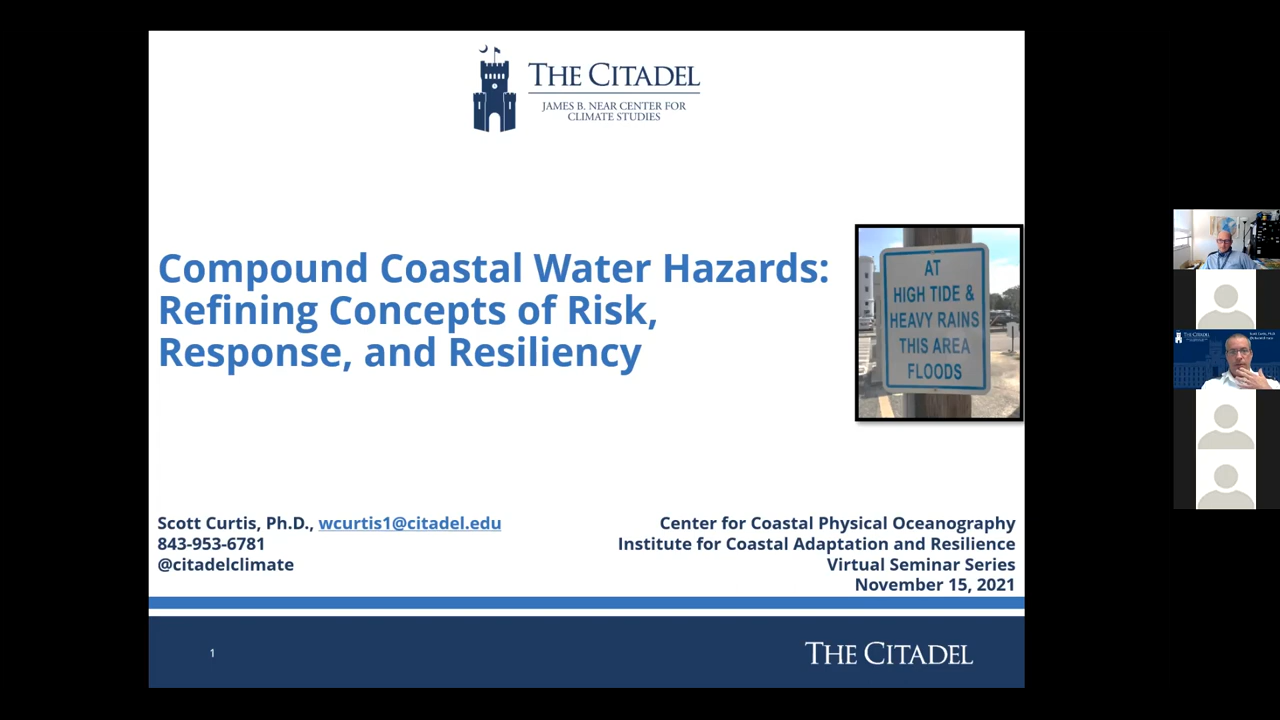 THE CITADEL
JAMES B. NEAR CENTER FOR
CLIMATE STUDIES
Compound Coastal Water Hazards:
Refining Concepts of Risk,
Response, and Resiliency
AT
HIGH TIDE &
HEAVY RAINS
THIS AREA
FLOODS
Scott Curtis, Ph.D., wcurtis1@citadel.edu
843-953-6781
@citadelclimate
Center for Coastal Physical Oceanography
Institute for Coastal Adaptation and Resilience
Virtual Seminar Series
November 15, 2021
1
THE CITADEL